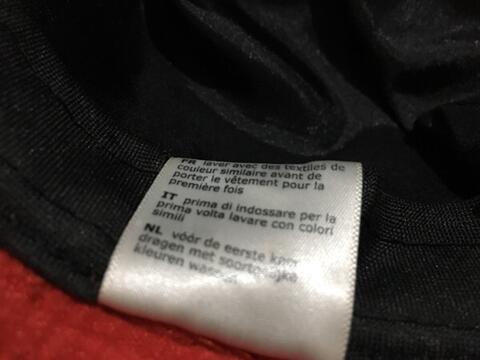 FR laver avec des textiles de
couleur similaire avant de
porter le vêtement pour la
première fois
IT prima di indossare per la
prima volta lavare con colori
simili
NL vóór de eerste keer
dragen met soortgelijke
kleuren wassen